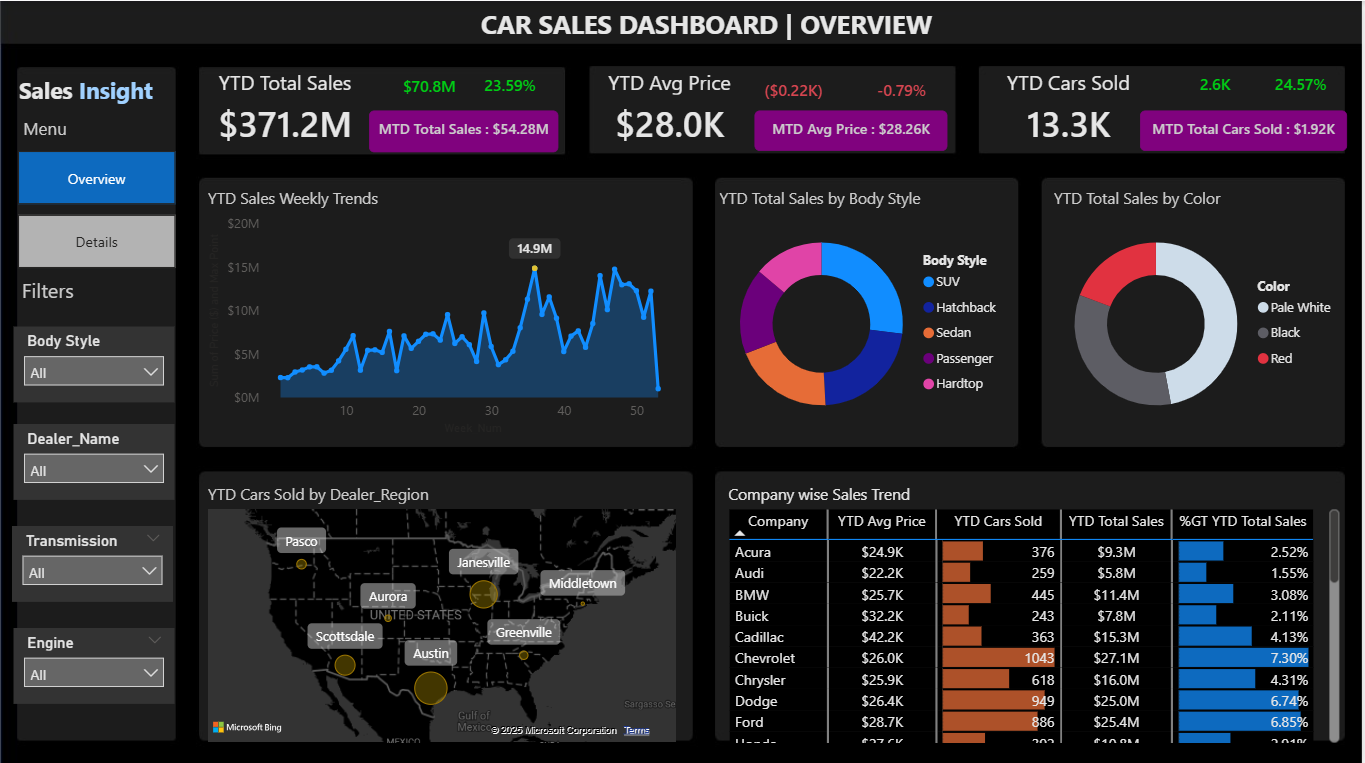 CAR SALES DASHBOARD | OVERVIEW
Sales Insight
Menu
Overview
Details
Filters
Body Style
All
Dealer_Name
All
Transmission
All
Engine
All
YTD Total Sales
$70.8M 23.59%
$371.2M
MTD Total Sales : $54.28M
YTD Avg Price
($0.22K) -0.79%
$28.0K
MTD Avg Price : $28.26K
YTD Cars Sold
2.6K 24.57%
13.3K
MTD Total Cars Sold : $1.92K
YTD Sales Weekly Trends
$20M
14.9M
$15M
$10M
$5M
$0M
10 20 30 40 50
Week_Num
YTD Total Sales by Body Style
Body Style
SUV
Hatchback
Sedan
Passenger
Hardtop
YTD Total Sales by Color
Color
Pale White
Black
Red
YTD Cars Sold by Dealer_Region
Pasco
Janesville
Middletown
Aurora
UNITED STATES
Scottsdale
Greenville
Austin
Sargasso Se
Gulf of
Mexico
MEXICO
Microsoft Bing
© 2025 Microsoft Corporation Terms
Company wise Sales Trend
Company YTD Avg Price YTD Cars Sold YTD Total Sales %GT YTD Total Sales
Acura $24.9K 376 $9.3M 2.52%
Audi $22.2K 259 $5.8M 1.55%
BMW $25.7K 445 $11.4M 3.08%
Buick $32.2K 243 $7.8M 2.11%
Cadillac $42.2K 363 $15.3M 4.13%
Chevrolet $26.0K 1043 $27.1M 7.30%
Chrysler $25.9K 618 $16.0M 4.31%
Dodge $26.4K 949 $25.0M 6.74%
Ford $28.7K 886 $25.4M 6.85%